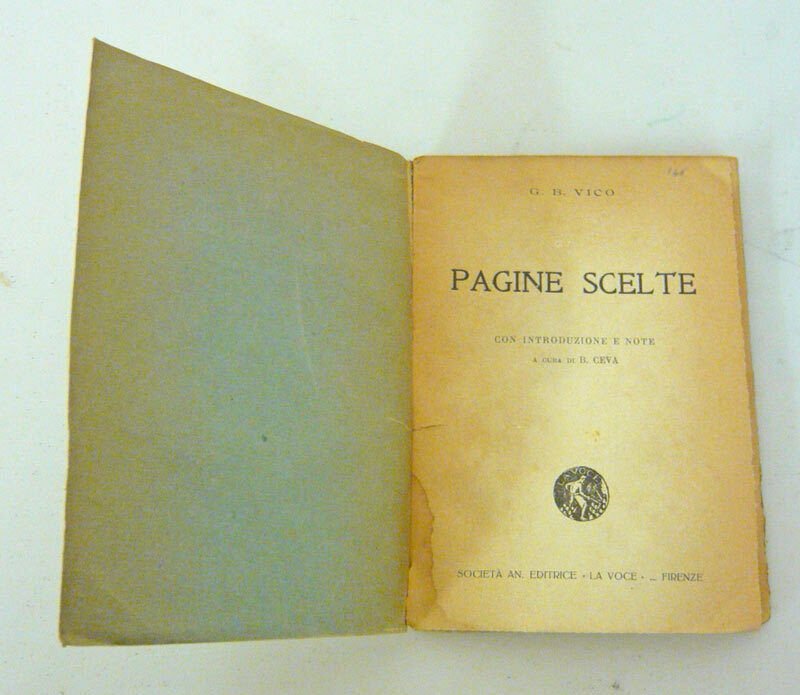 G. B. VICO
PAGINE SCELTE
CON INTRODUZIONE E NOTE
A CURA DI B. CEVA
LA VOCE
SOCIETÀ AN. EDITRICE • LA VOCE • — FIRENZE